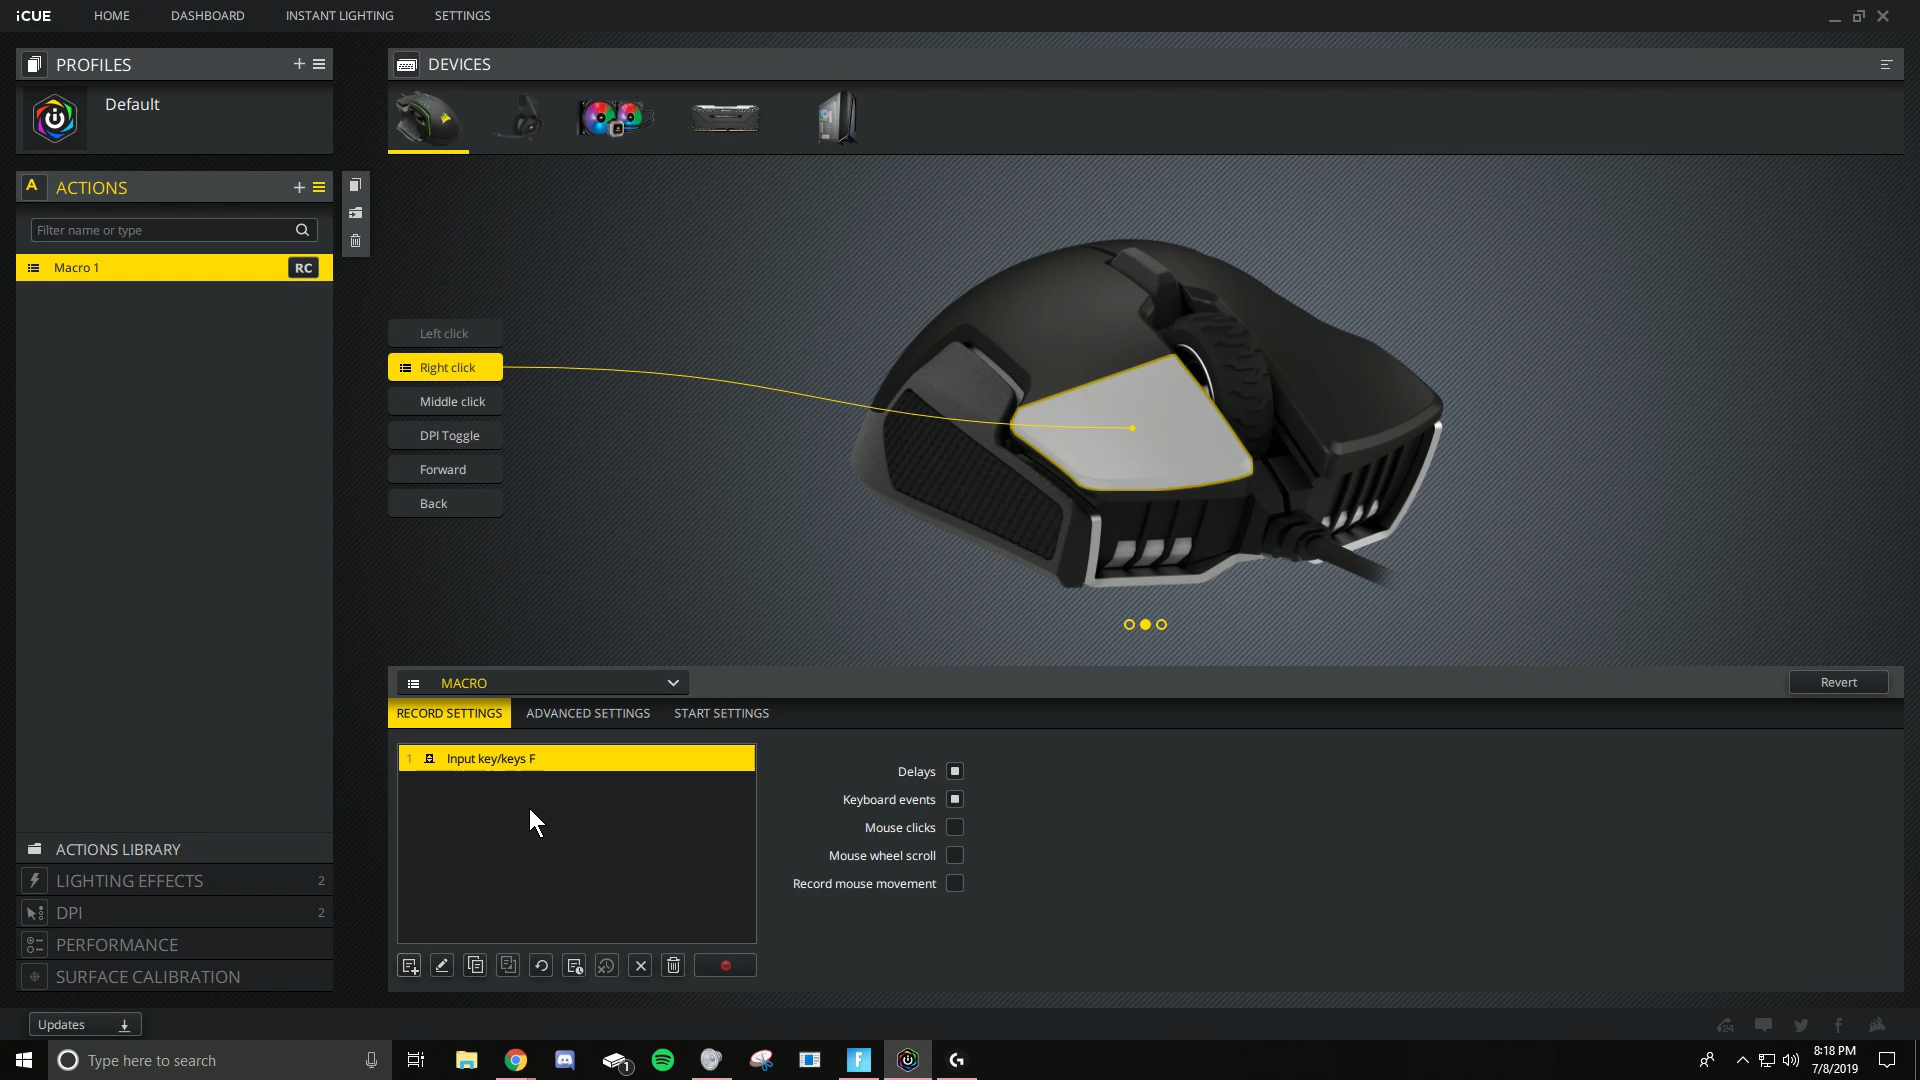 iCUE HOME DASHBOARD INSTANT LIGHTING SETTINGS
PROFILES
Default
DEVICES
A ACTIONS
Filter name or type
Macro 1 RC
Left click
Right click
Middle click
DPI Toggle
Forward
Back
MACRO
Revert
RECORD SETTINGS ADVANCED SETTINGS START SETTINGS
1 Input key/keys F
Delays
Keyboard events
Mouse clicks
Mouse wheel scroll
Record mouse movement
ACTIONS LIBRARY
LIGHTING EFFECTS 2
DPI 2
PERFORMANCE
SURFACE CALIBRATION
Updates
24
Type here to search
1
8:18 PM
7/8/2019